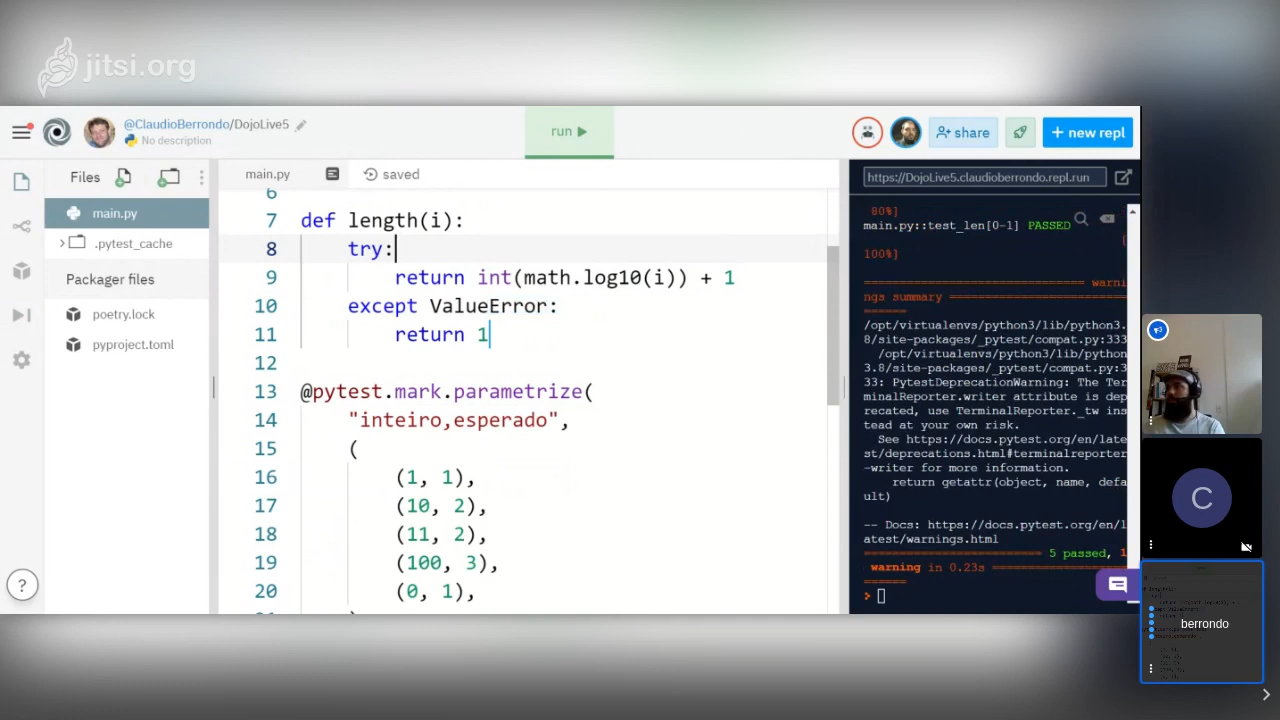 jitsi.org
@ClaudioBerrondo/DojoLive5
No description
run
share
new repl
Files
main.py
saved
https://DojoLive5.claudioberrondo.repl.run
main.py
.pytest_cache
Packager files
poetry.lock
pyproject.toml
6
7 def length(i):
8 try:
9 return int(math.log10(i)) + 1
10 except ValueError:
11 return 1
12
13 @pytest.mark.parametrize(
14 "inteiro,esperado",
15 (
16 (1, 1),
17 (10, 2),
18 (11, 2),
19 (100, 3),
20 (0, 1),
80%]
main.py::test_len[0-1] PASSED
100%]
warni
ngs summary
/opt/virtualenvs/python3/lib/python3.
8/site-packages/_pytest/compat.py:333
/opt/virtualenvs/python3/lib/python
3.8/site-packages/_pytest/compat.py:3
33: PytestDeprecationWarning: The Ter
minalReporter.writer attribute is dep
recated, use TerminalReporter._tw ins
tead at your own risk.
See https://docs.pytest.org/en/late
st/deprecations.html#terminalreporter
-writer for more information.
return getattr(object, name, defa
ult)
-- Docs: https://docs.pytest.org/en/l
atest/warnings.html
5 passed, 1
warning in 0.23s
>
?
C
berrondo